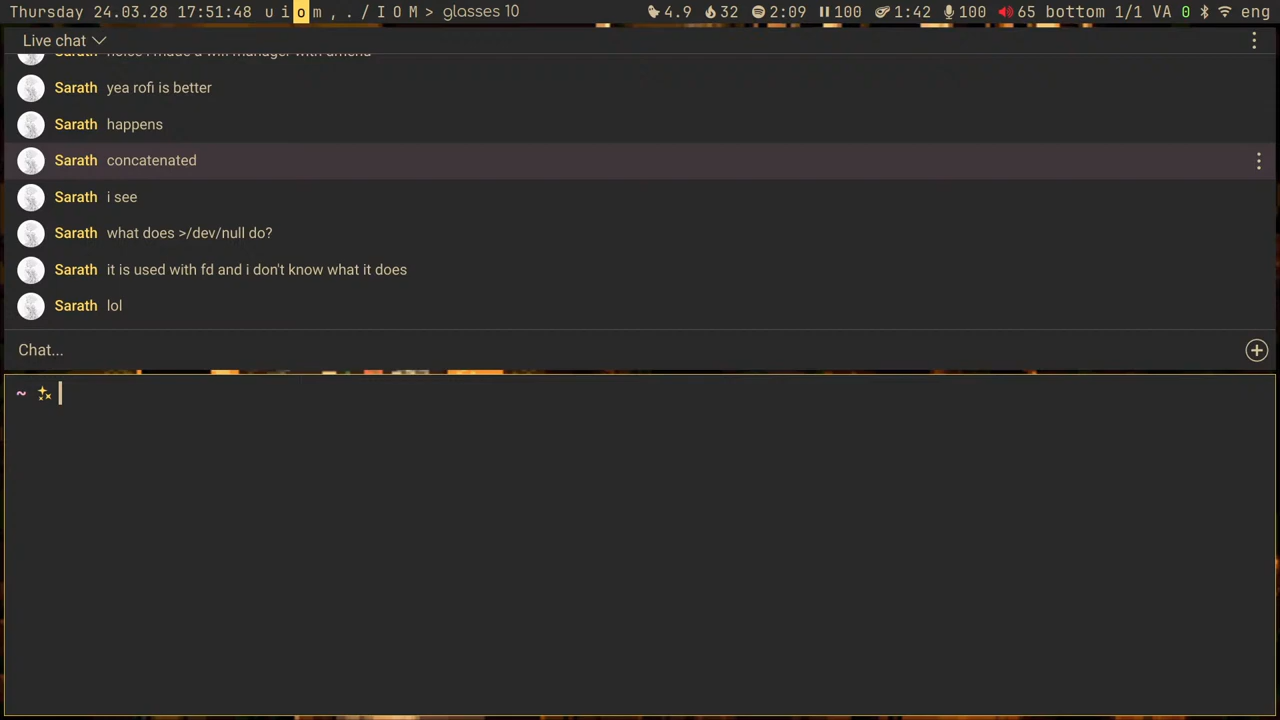 Thursday 24.03.28 17:51:48 u i o m , . / I O M > glasses 10 4.9 32 2:09 100 1:42 100 65 bottom 1/1 VA 0 eng
Live chat
Sarath
Sarath yea rofi is better
Sarath happens
Sarath concatenated
Sarath i see
Sarath what does >/dev/null do?
Sarath it is used with fd and i don't know what it does
Sarath lol
Chat...
~